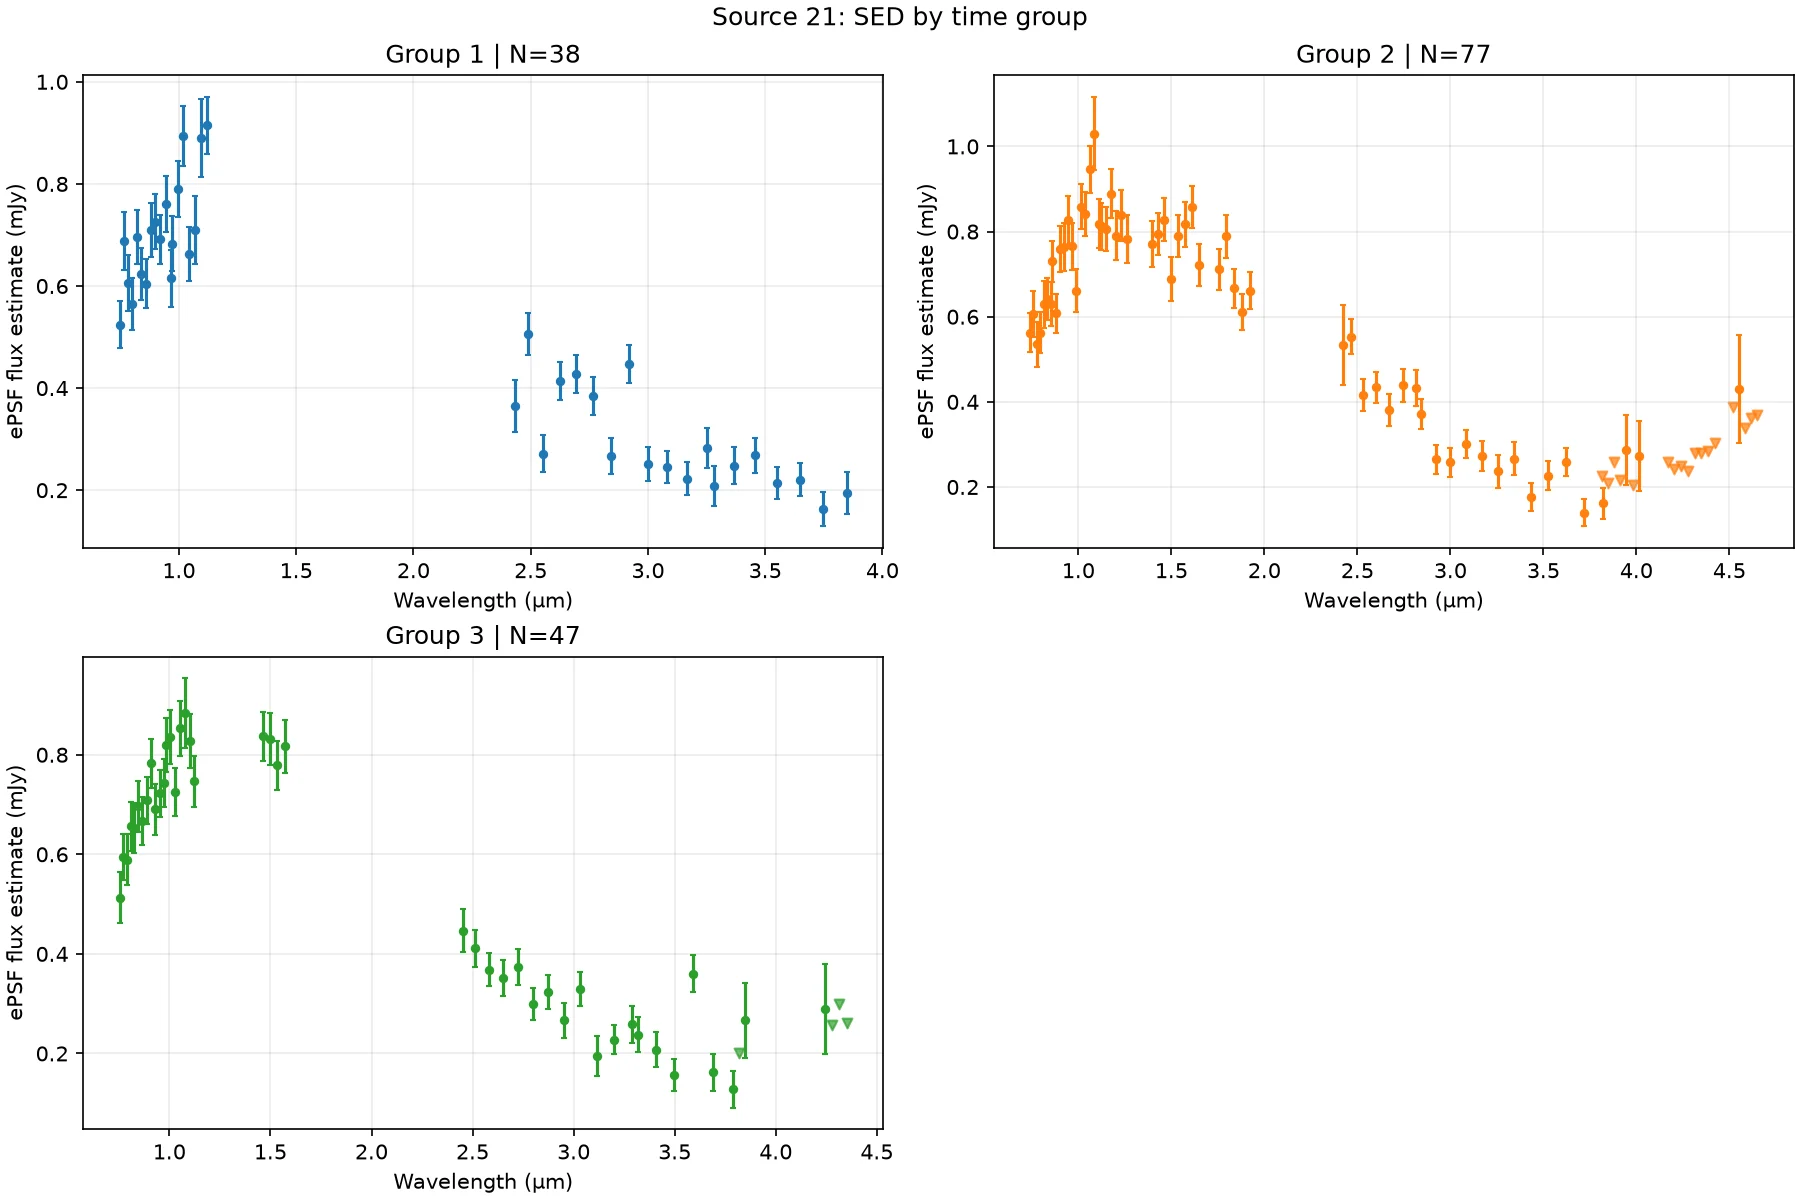 Source 21: SED by time group
Group 1 | N=38
1.0
0.8
0.6
0.4
0.2
ePSF flux estimate (mJy)
1.0 1.5 2.0 2.5 3.0 3.5 4.0
Wavelength (μm)
Group 2 | N=77
1.0
0.8
0.6
0.4
0.2
ePSF flux estimate (mJy)
1.0 1.5 2.0 2.5 3.0 3.5 4.0 4.5
Wavelength (μm)
Group 3 | N=47
0.8
0.6
0.4
0.2
ePSF flux estimate (mJy)
1.0 1.5 2.0 2.5 3.0 3.5 4.0 4.5
Wavelength (μm)